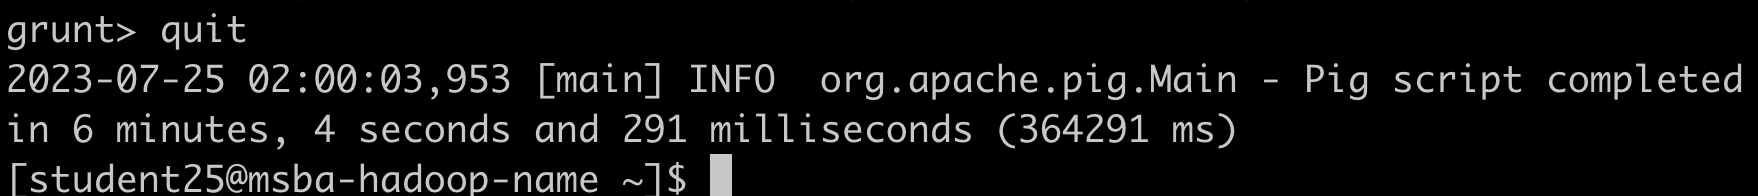 grunt> quit
2023-07-25 02:00:03,953 [main] INFO  org.apache.pig.Main - Pig script completed
in 6 minutes, 4 seconds and 291 milliseconds (364291 ms)
[student25@msba-hadoop-name ~]$